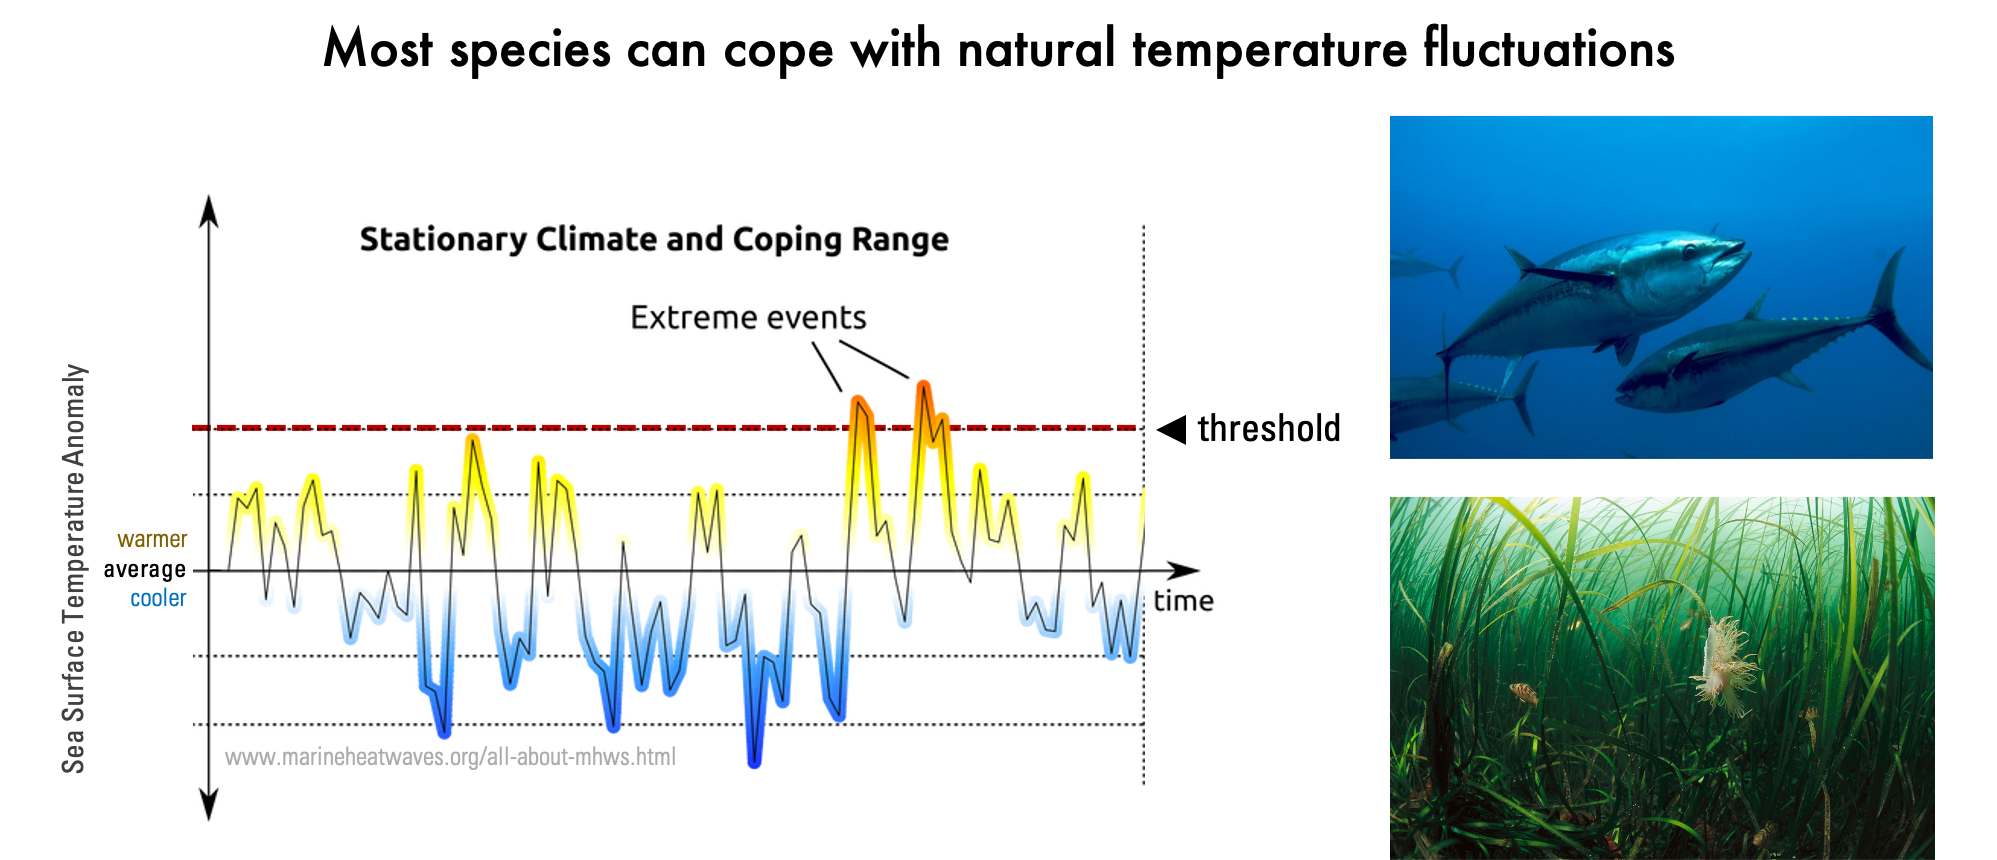 Most species can cope with natural temperature fluctuations
Stationary Climate and Coping Range
Extreme events
threshold
Sea Surface Temperature Anomaly
warmer
average
cooler
time
www.marineheatwaves.org/all-about-mhws.html